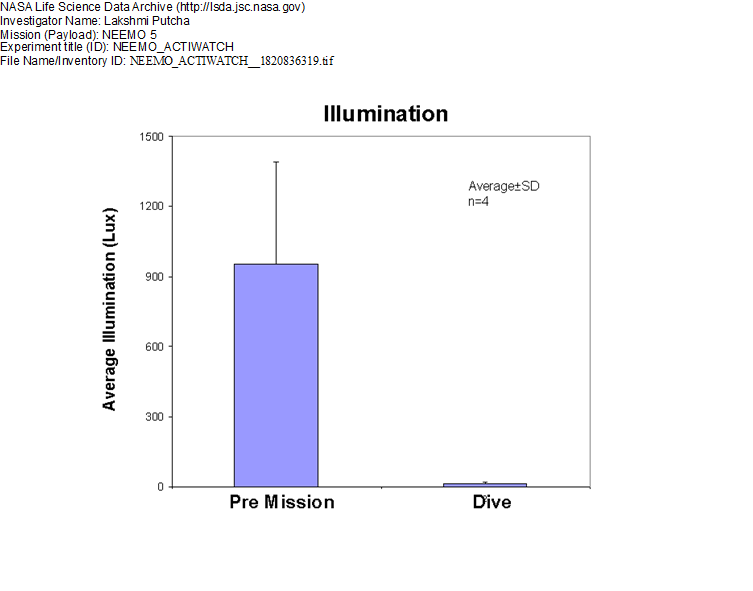 NASA Life Science Data Archive (http://lsda.jsc.nasa.gov)
Investigator Name: Lakshmi Putcha
Mission (Payload): NEEMO 5
Experiment title (ID): NEEMO_ACTIWATCH
File Name/Inventory ID: NEEMO_ACTIWATCH__1820836319.tif
Illumination
1500
1200
900
600
300
0
Average Illumination (Lux)
Average±SD
n=4
Pre Mission
Dive